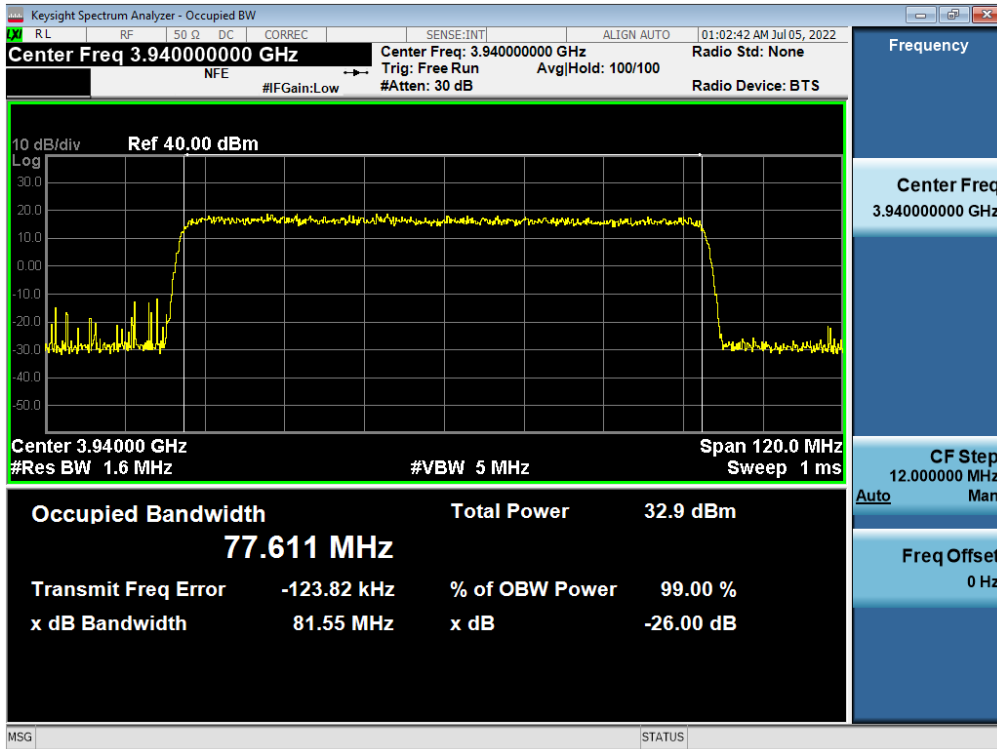 Keysight Spectrum Analyzer - Occupied BW
LXI RL RF 50 Ω DC CORREC SENSE:INT ALIGN AUTO 01:02:42 AM Jul 05, 2022
Center Freq 3.940000000 GHz
NFE
#IFGain:Low
Center Freq: 3.940000000 GHz
Trig: Free Run Avg|Hold: 100/100
#Atten: 30 dB
Radio Std: None
Radio Device: BTS
10 dB/div Ref 40.00 dBm
Log
30.0
20.0
10.0
0.00
-10.0
-20.0
-30.0
-40.0
-50.0
Center 3.94000 GHz Span 120.0 MHz
#Res BW 1.6 MHz #VBW 5 MHz Sweep 1 ms
Occupied Bandwidth Total Power 32.9 dBm
77.611 MHz
Transmit Freq Error -123.82 kHz % of OBW Power 99.00 %
x dB Bandwidth 81.55 MHz x dB -26.00 dB
Frequency
Center Freq
3.940000000 GHz
CF Step
12.000000 MHz
Auto Man
Freq Offset
0 Hz
MSG STATUS